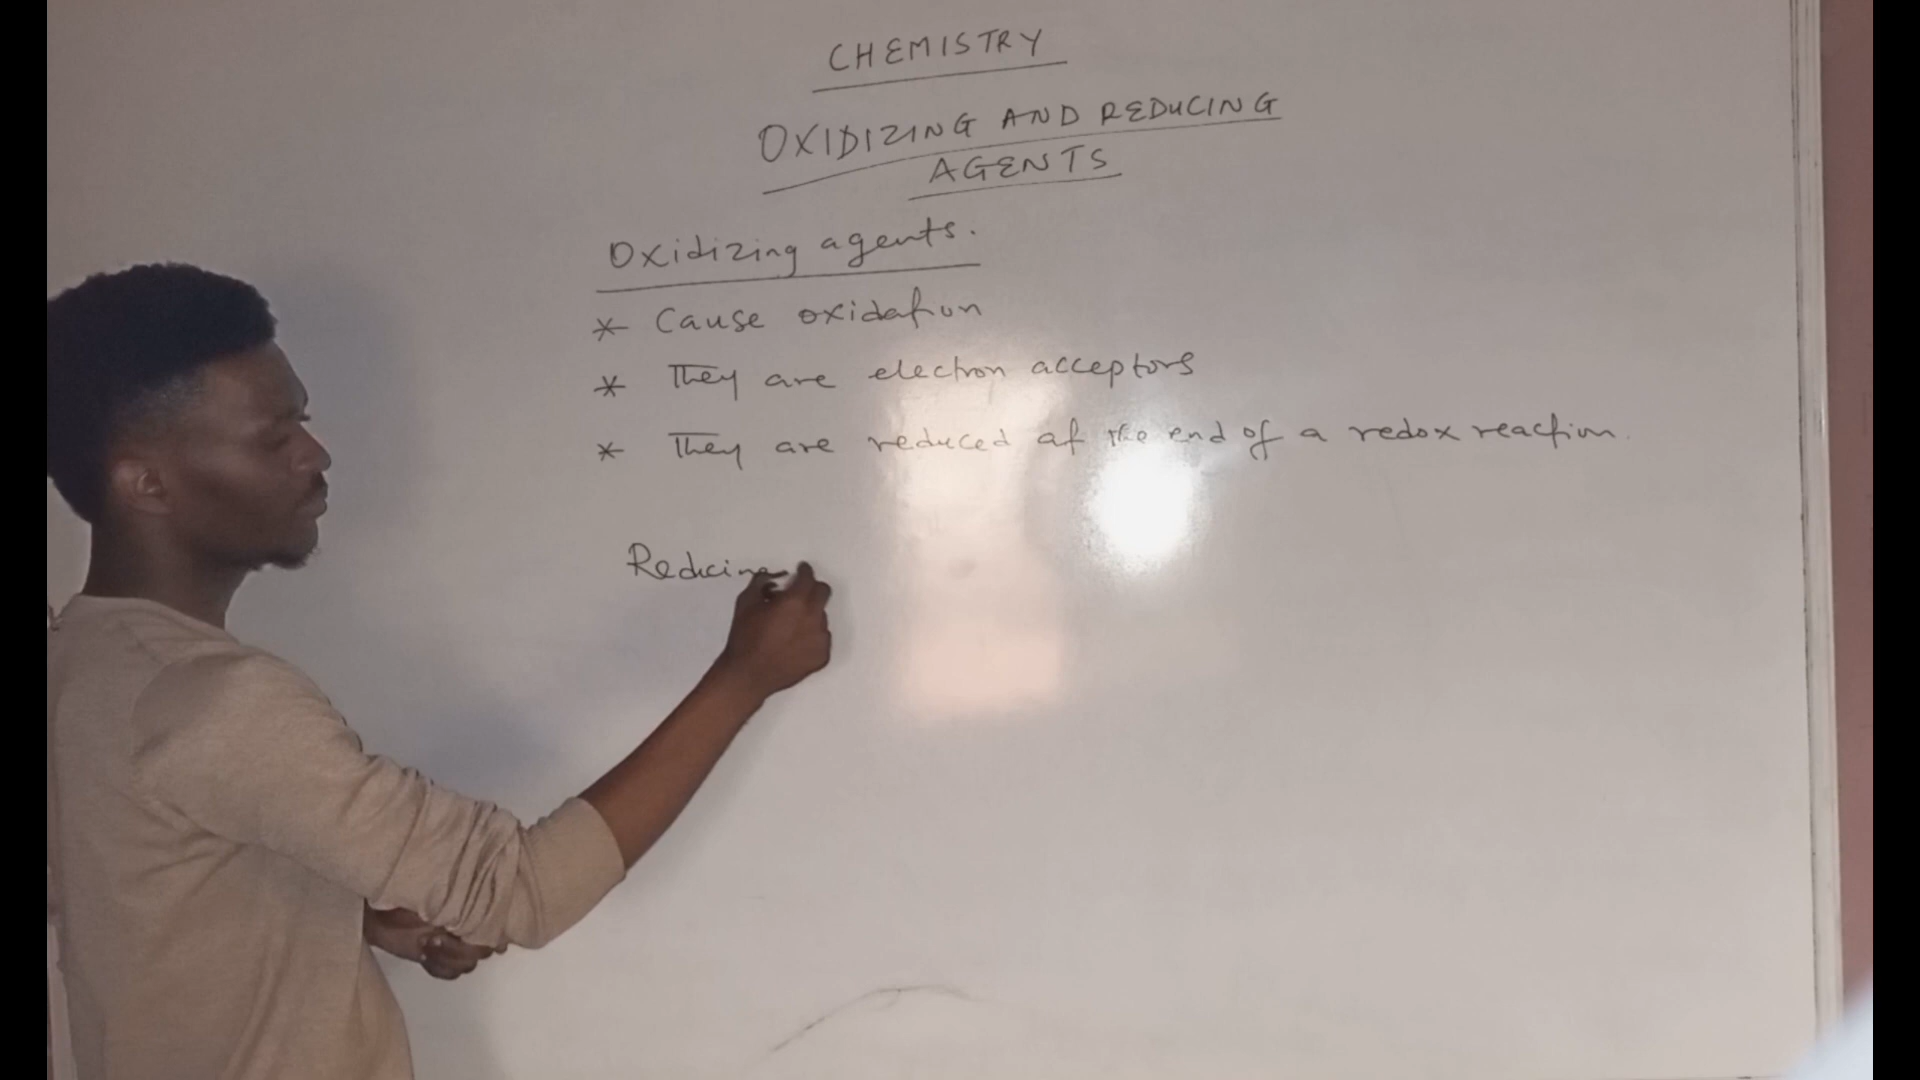 CHEMISTRY
OXIDIZING AND REDUCING
AGENTS
Oxidizing agents.
* Cause oxidation
* They are electron acceptors
* They are reduced at the end of a redox reaction.
Reducing